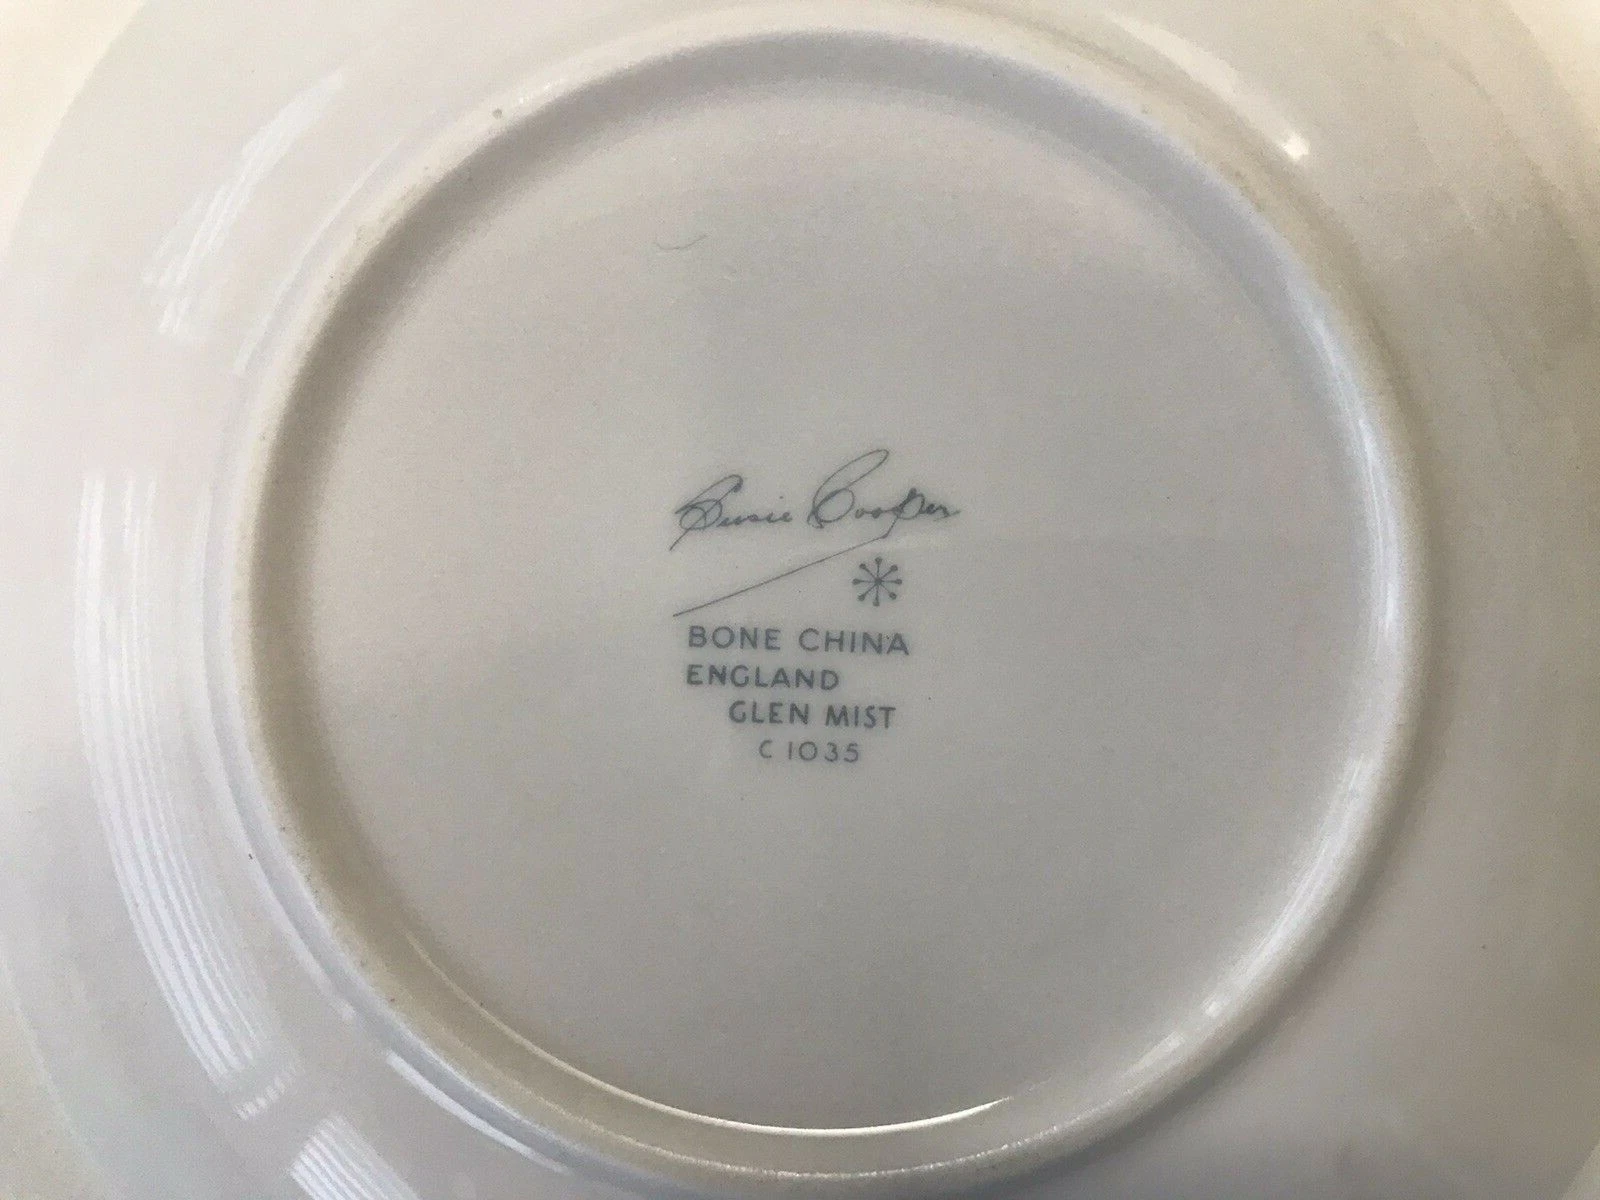 Susie Cooper
BONE CHINA
ENGLAND
GLEN MIST
C 1035